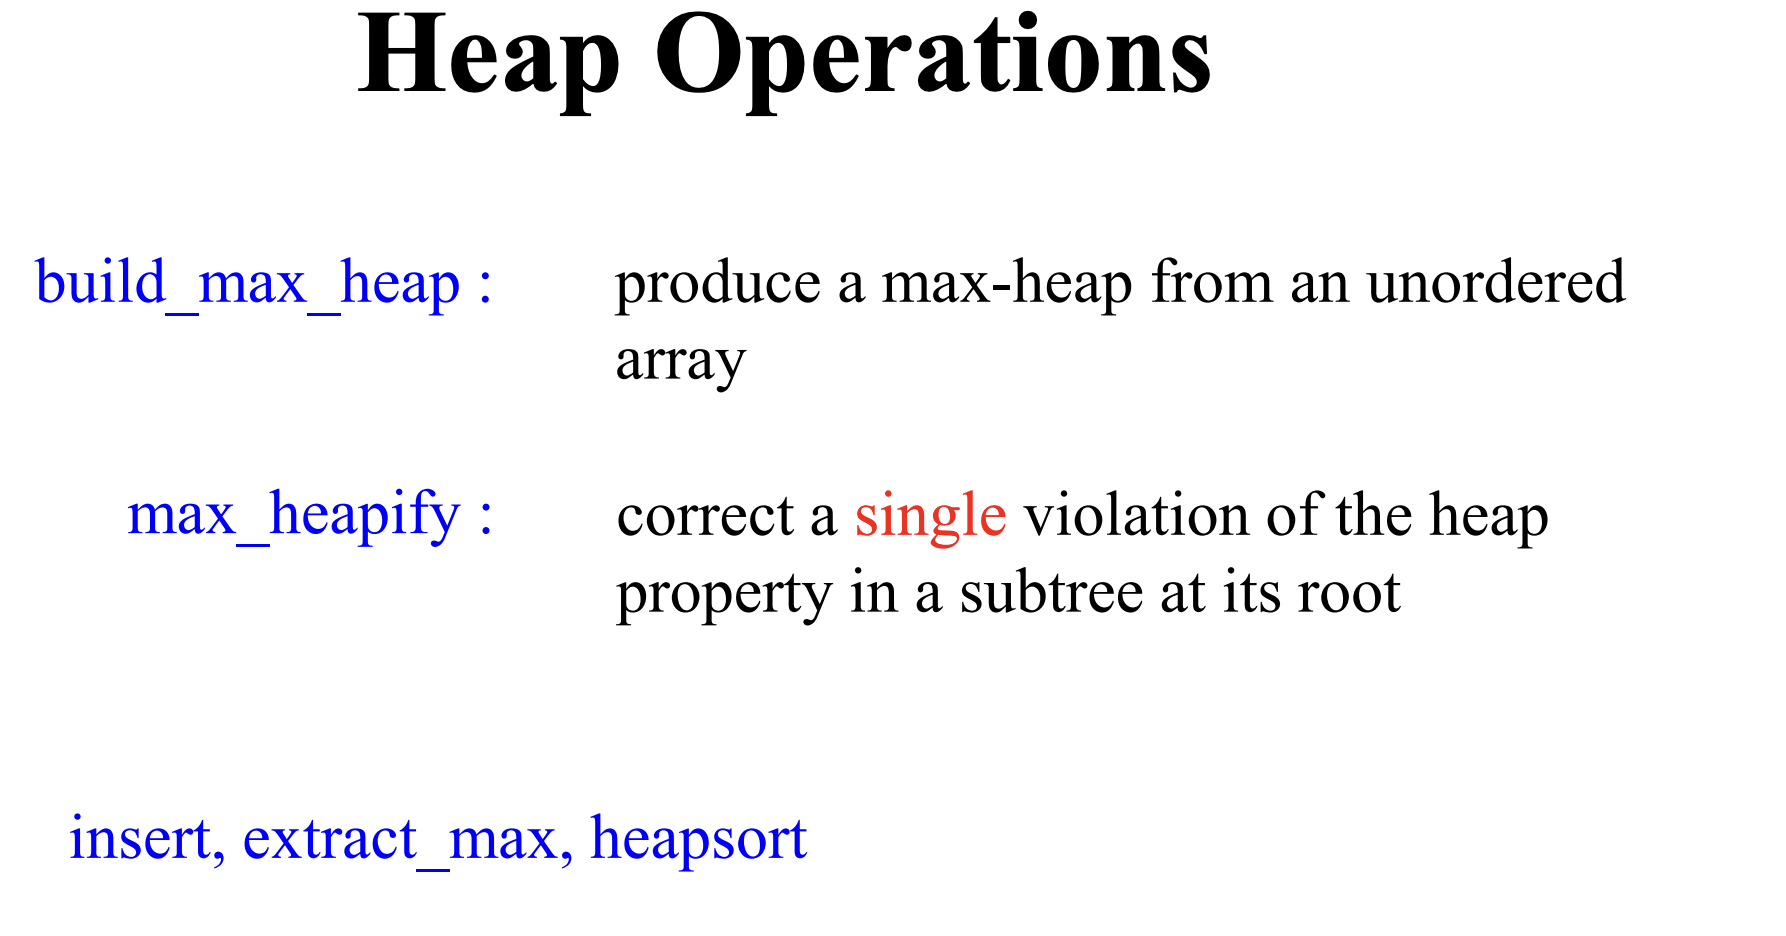 Heap Operations
build_max_heap : produce a max-heap from an unordered
array
max_heapify : correct a single violation of the heap
property in a subtree at its root
insert, extract_max, heapsort